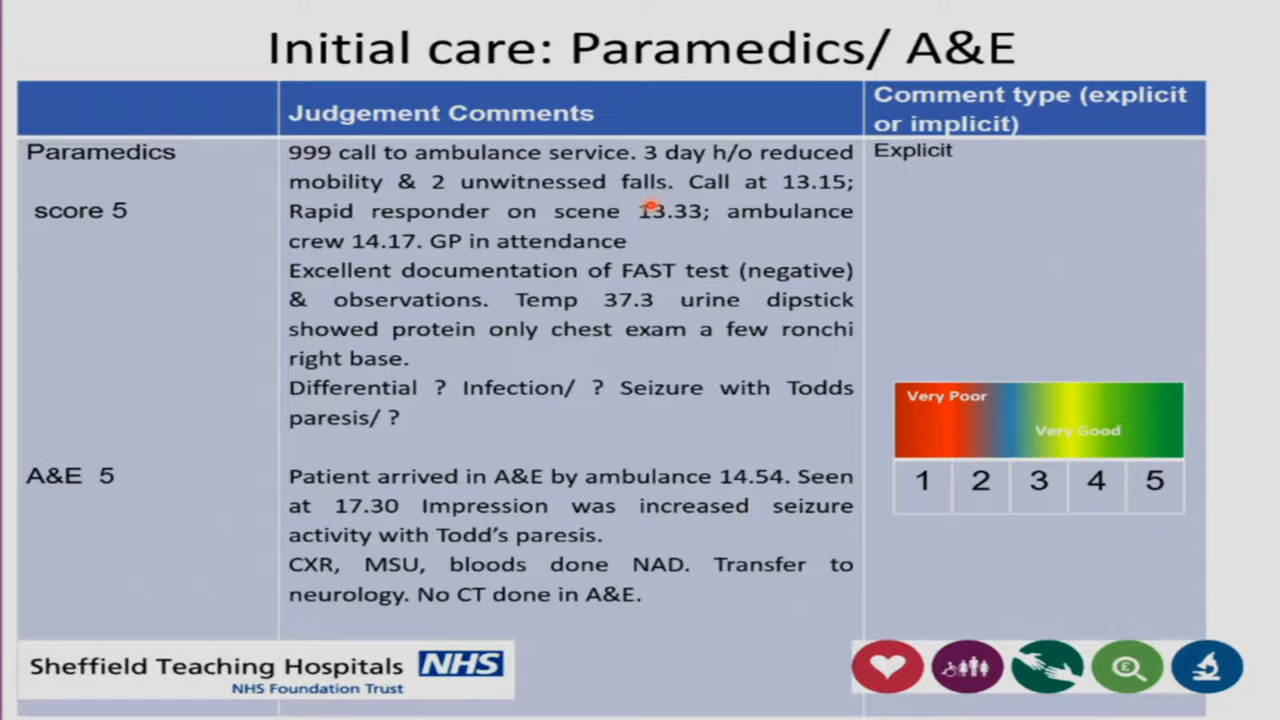 Initial care: Paramedics/ A&E
Judgement Comments
Comment type (explicit
or implicit)
Paramedics
score 5
999 call to ambulance service. 3 day h/o reduced
mobility & 2 unwitnessed falls. Call at 13.15;
Rapid responder on scene 13.33; ambulance
crew 14.17. GP in attendance
Excellent documentation of FAST test (negative)
& observations. Temp 37.3 urine dipstick
showed protein only chest exam a few ronchi
right base.
Differential ? Infection/ ? Seizure with Todds
paresis/ ?
Explicit
Very Poor
Very Good
1 2 3 4 5
A&E 5
Patient arrived in A&E by ambulance 14.54. Seen
at 17.30 Impression was increased seizure
activity with Todd's paresis.
CXR, MSU, bloods done NAD. Transfer to
neurology. No CT done in A&E.
Sheffield Teaching Hospitals NHS
NHS Foundation Trust
£